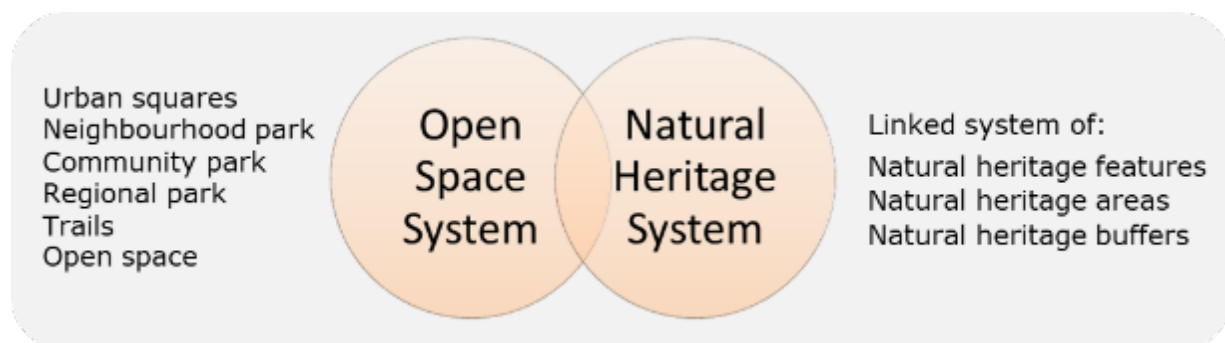 Urban squares
Neighbourhood park
Community park
Regional park
Trails
Open space
Open
Space
System
Natural
Heritage
System
Linked system of:
Natural heritage features
Natural heritage areas
Natural heritage buffers